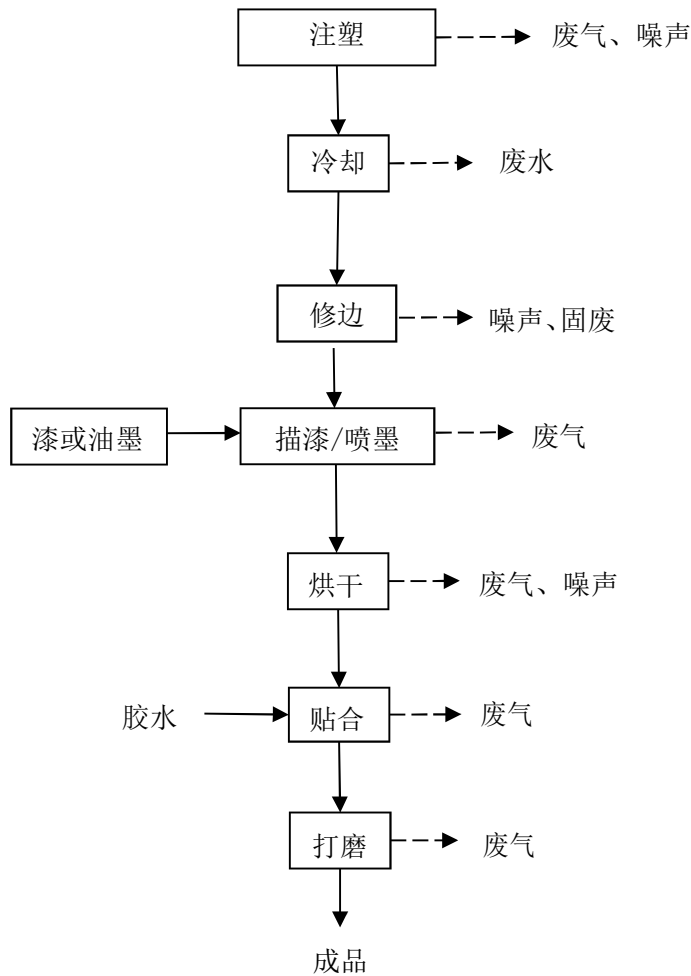 注塑
废气、噪声
冷却
废水
修边
噪声、固废
漆或油墨
描漆/喷墨
废气
烘干
废气、噪声
胶水
贴合
废气
打磨
废气
成品